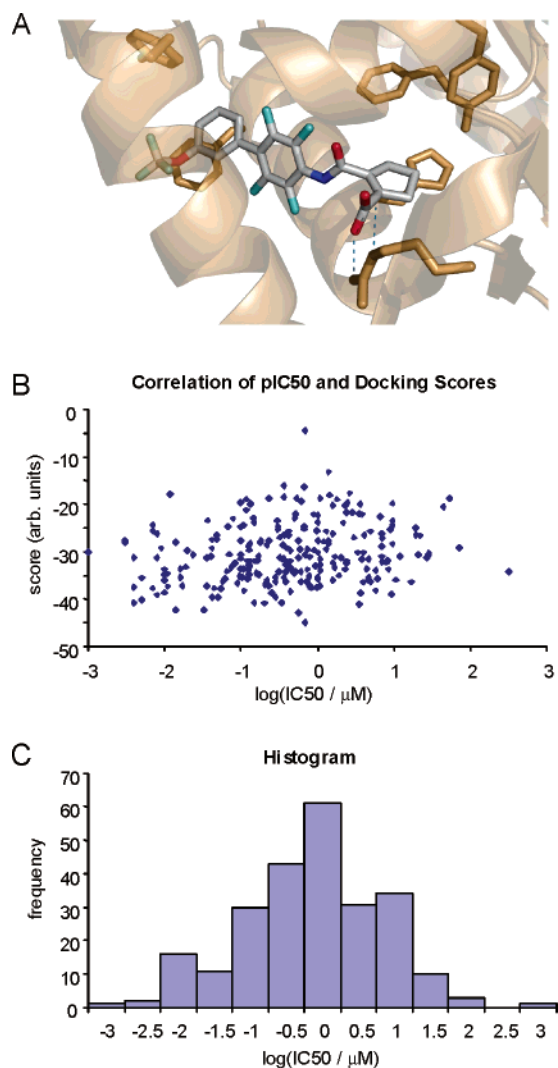 A
B
Correlation of pIC50 and Docking Scores
0
-10
-20
-30
-40
-50
score (arb. units)
-3 -2 -1 0 1 2 3
log(IC50 / μM)
C
Histogram
70
60
50
40
30
20
10
0
frequency
-3 -2.5 -2 -1.5 -1 -0.5 0 0.5 1 1.5 2 2.5 3
log(IC50 / μM)